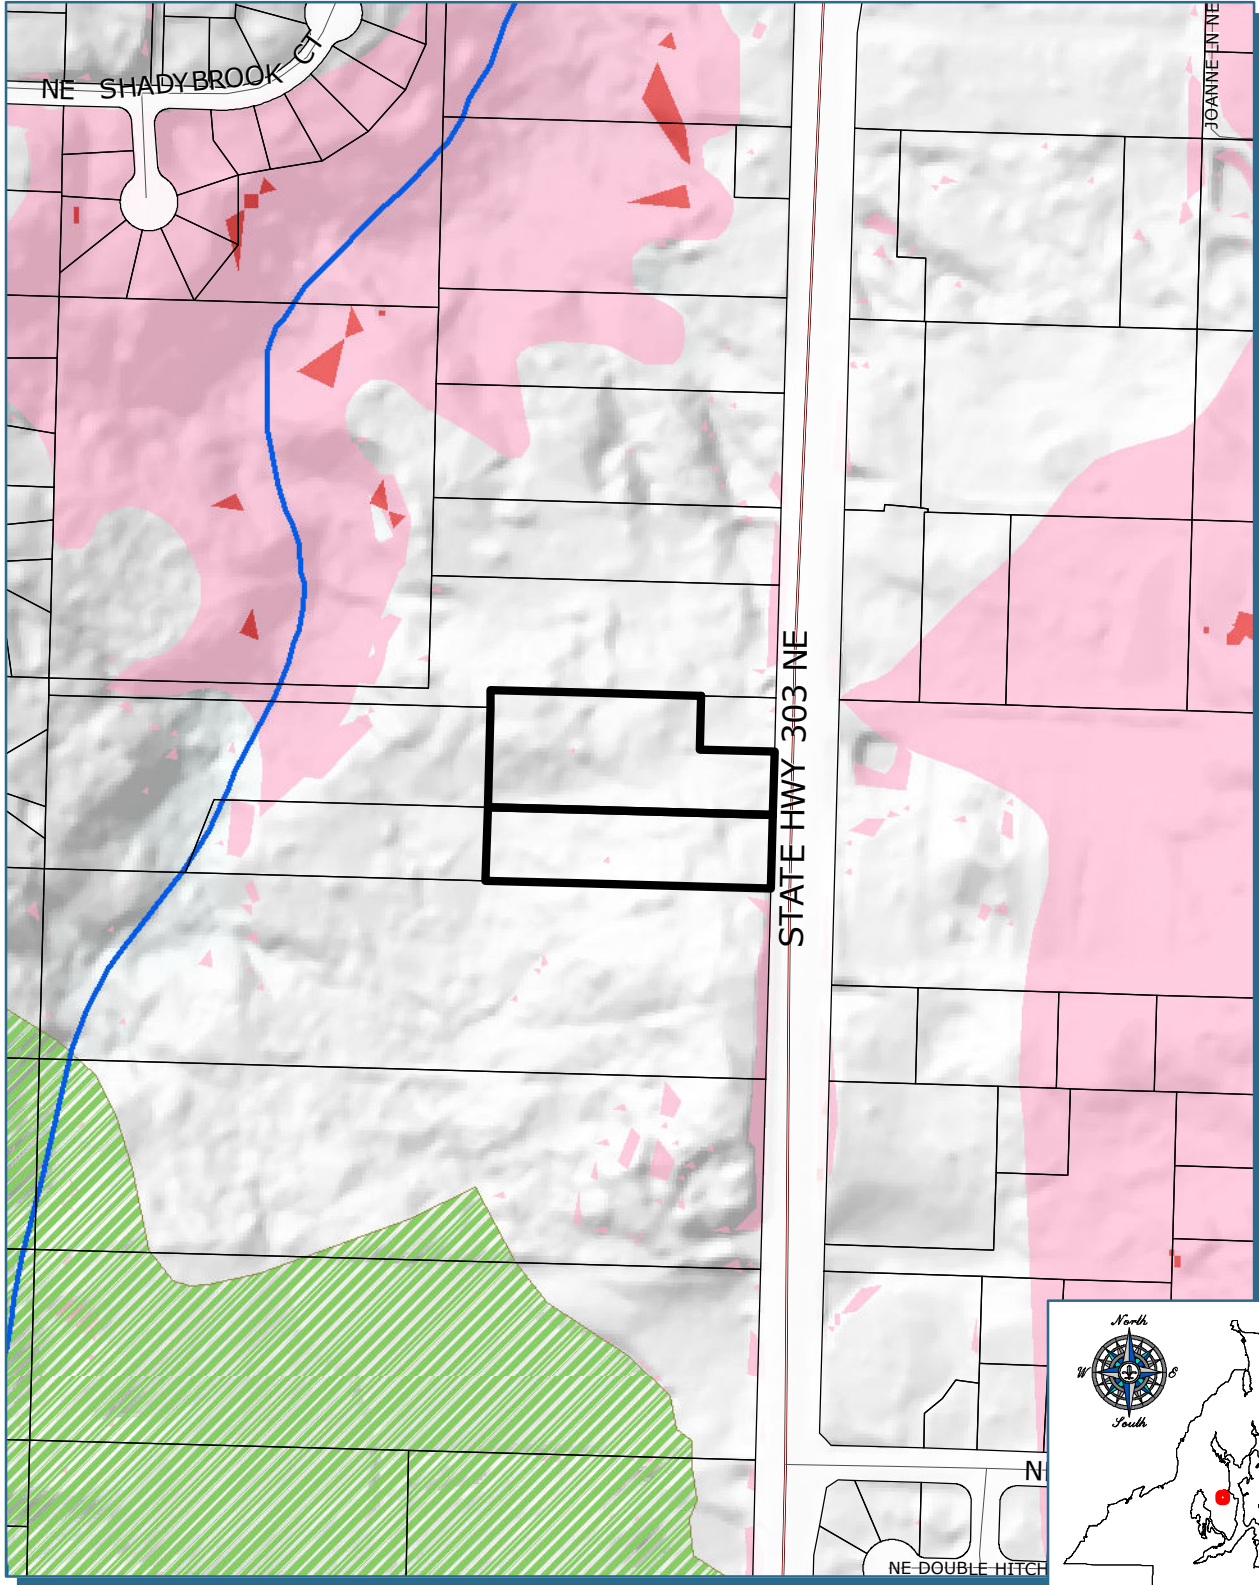 NE SHADYBROOK CT
JOANNE LN NE
STATE HWY 303 NE
North
W
S
South
NE DOUBLE HITCH